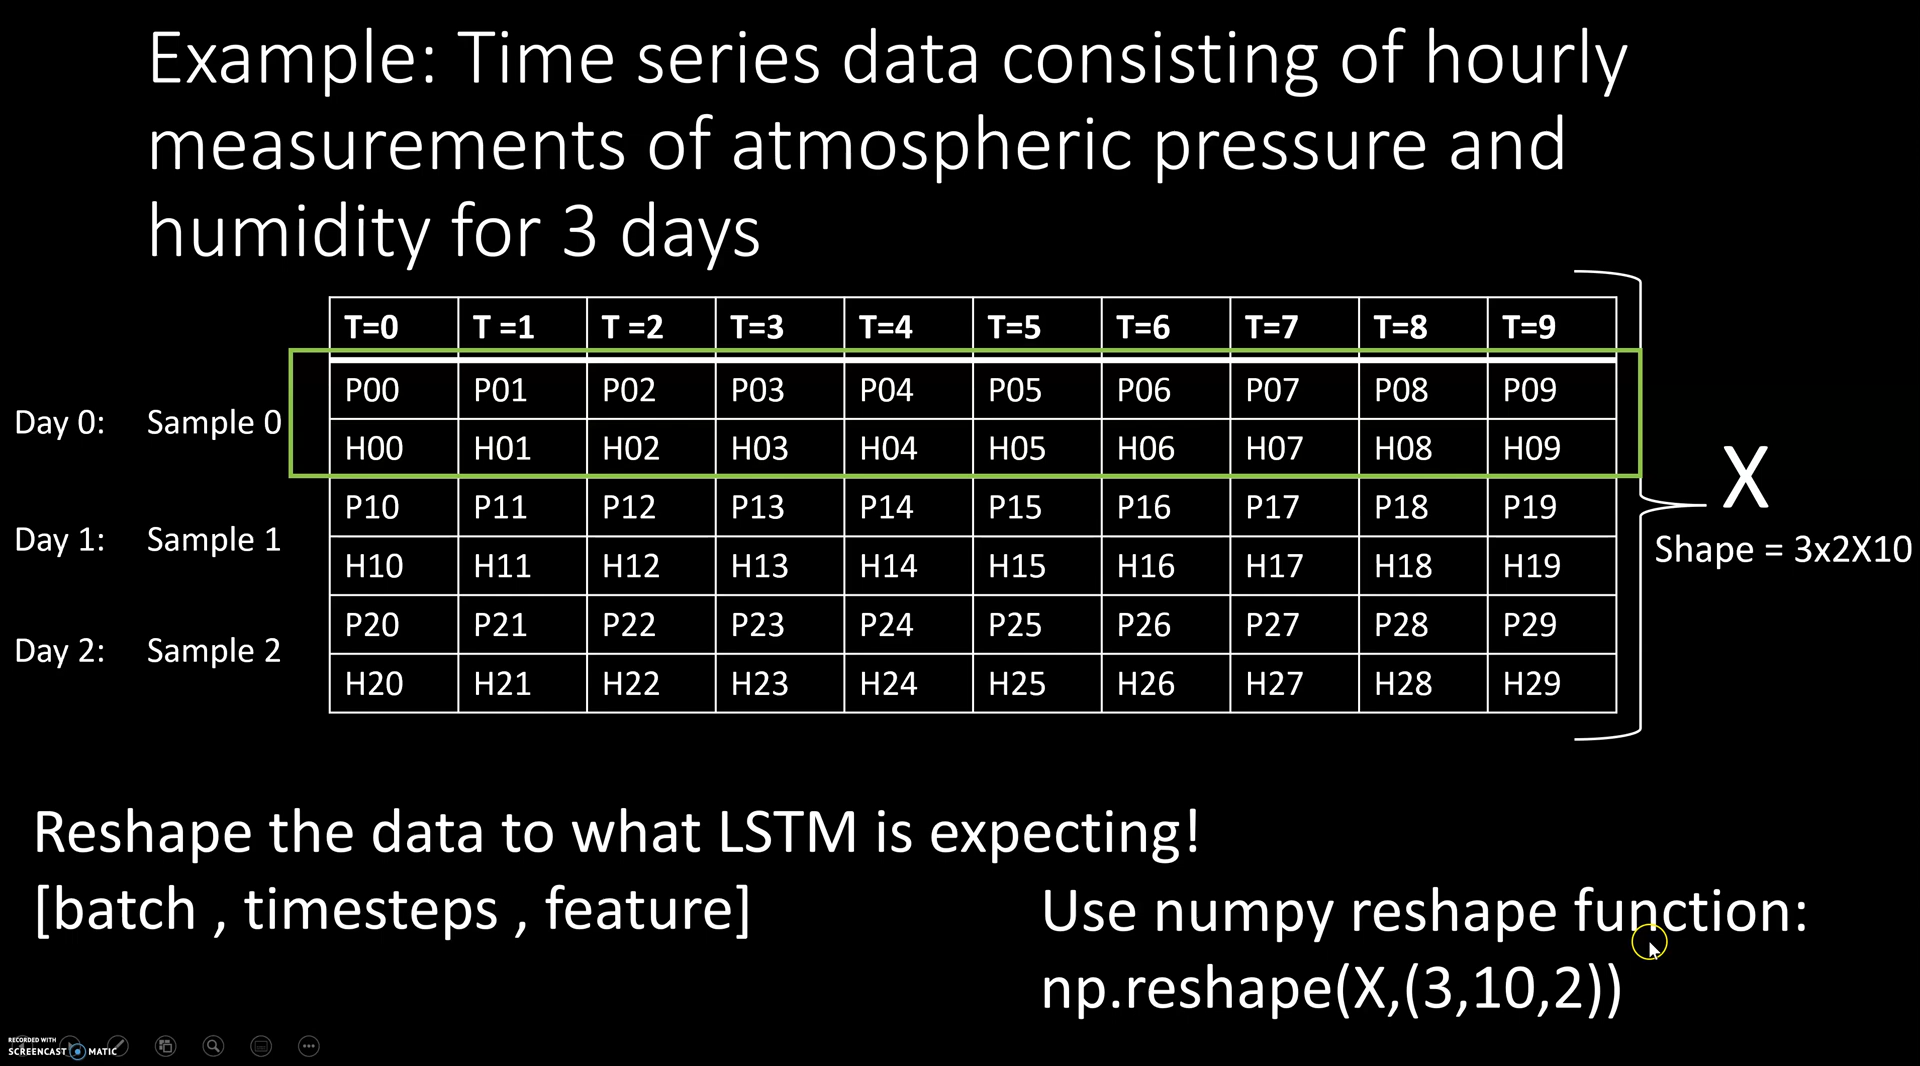 Example: Time series data consisting of hourly
measurements of atmospheric pressure and
humidity for 3 days
T=0 T =1 T =2 T=3 T=4 T=5 T=6 T=7 T=8 T=9
Day 0: Sample 0
P00 P01 P02 P03 P04 P05 P06 P07 P08 P09
H00 H01 H02 H03 H04 H05 H06 H07 H08 H09
Day 1: Sample 1
P10 P11 P12 P13 P14 P15 P16 P17 P18 P19
H10 H11 H12 H13 H14 H15 H16 H17 H18 H19
Day 2: Sample 2
P20 P21 P22 P23 P24 P25 P26 P27 P28 P29
H20 H21 H22 H23 H24 H25 H26 H27 H28 H29
X
Shape = 3x2X10
Reshape the data to what LSTM is expecting!
[batch , timesteps , feature]
Use numpy reshape function:
np.reshape(X,(3,10,2))
RECORDED WITH
SCREENCAST MATIC